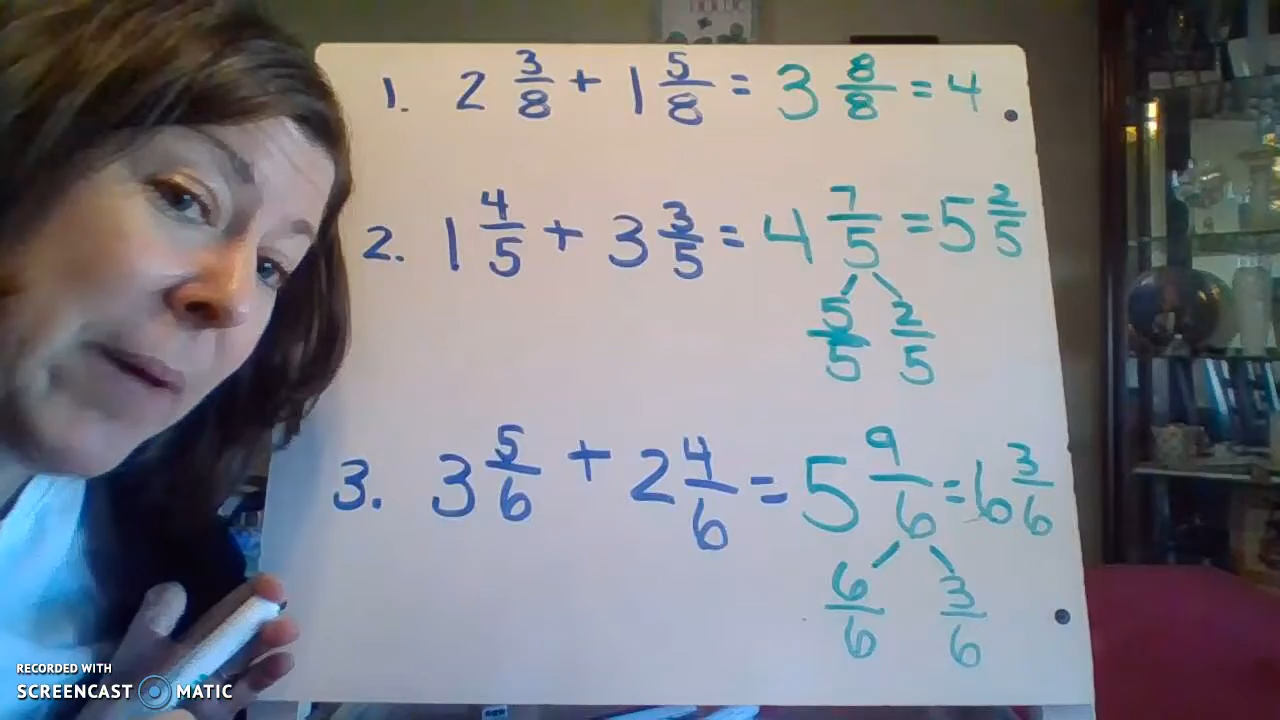 1. 2 3/8 + 1 5/8 = 3 8/8 = 4
2. 1 4/5 + 3 3/5 = 4 7/5 = 5 2/5
5/5 2/5
3. 3 5/6 + 2 4/6 = 5 9/6 = 6 3/6
6/6 3/6
RECORDED WITH
SCREENCAST MATIC